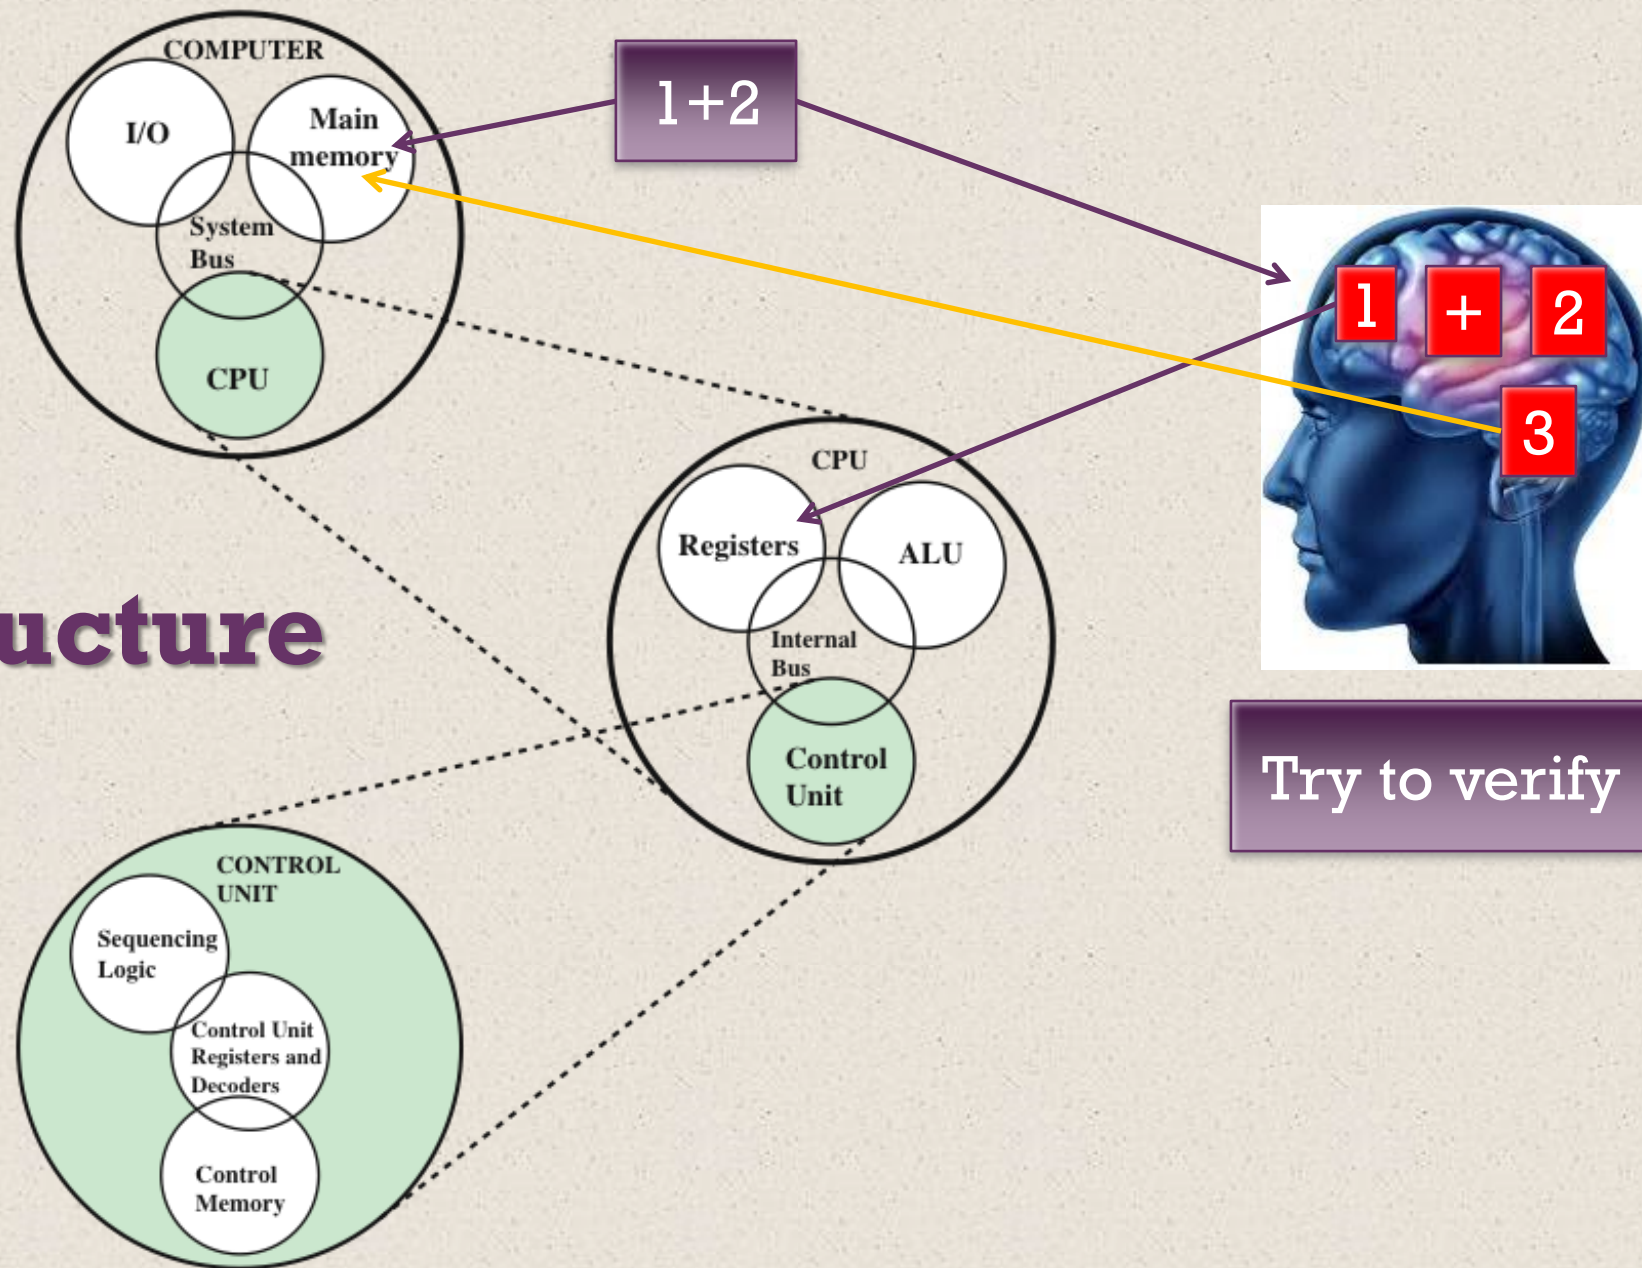 COMPUTER
I/O
Main
memory
System
Bus
CPU
1+2
1
+
2
3
CPU
Registers
ALU
Internal
Bus
Control
Unit
ucture
Try to verify
CONTROL
UNIT
Sequencing
Logic
Control Unit
Registers and
Decoders
Control
Memory